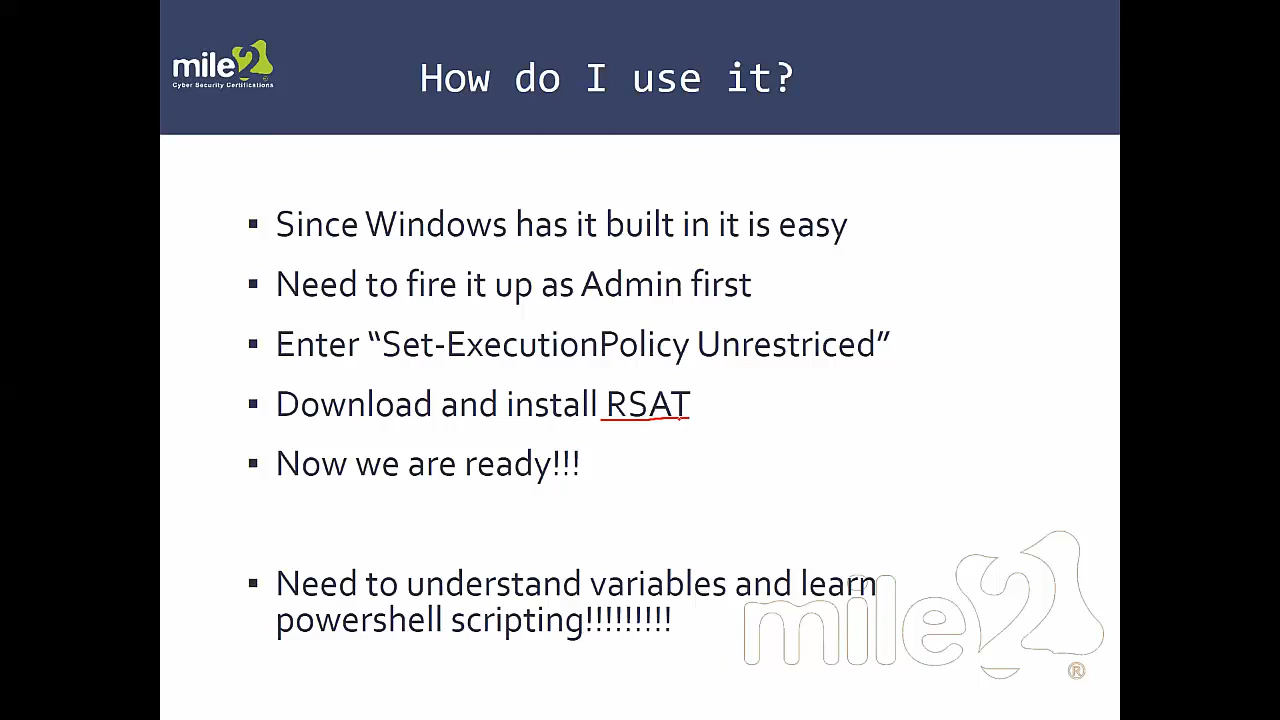 mile2
Cyber Security Certifications
How do I use it?
▪ Since Windows has it built in it is easy
▪ Need to fire it up as Admin first
▪ Enter “Set-ExecutionPolicy Unrestriced”
▪ Download and install RSAT
▪ Now we are ready!!!
▪ Need to understand variables and learn
powershell scripting!!!!!!!!!
mile2
®